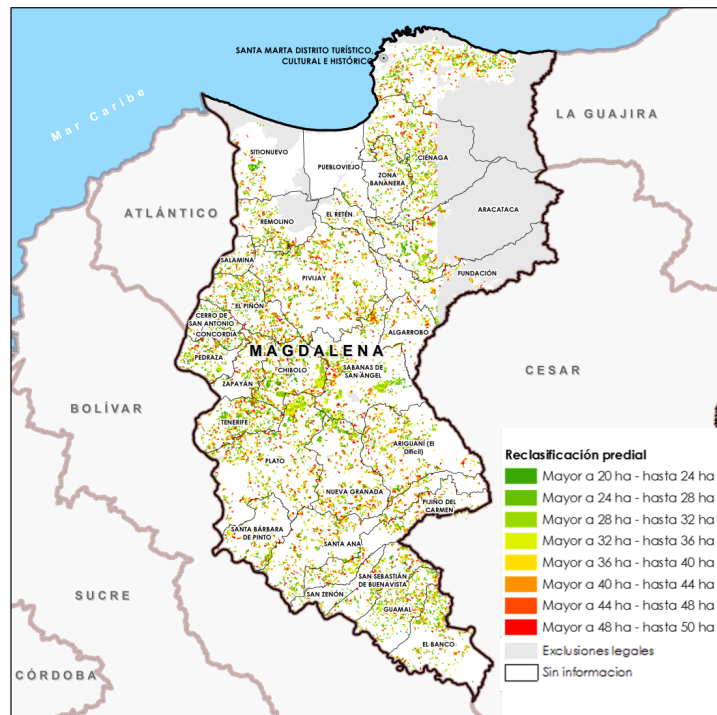 SANTA MARTA DISTRITO TURÍSTICO,
CULTURAL E HISTÓRICO
Mar Caribe
LA GUAJIRA
SITIONUEVO
PUEBLOVIEJO
CIÉNAGA
ZONA
BANANERA
ATLÁNTICO
ARACATACA
REMOLINO
EL RETÉN
SALAMINA
FUNDACIÓN
PIVIJAY
EL PIÑÓN
CERRO DE
SAN ANTONIO
CONCORDIA
ALGARROBO
PEDRAZA
MAGDALENA
CHIBOLO
SABANAS DE
SAN ÁNGEL
CESAR
ZAPAYÁN
BOLÍVAR
TENERIFE
ARIGUANÍ (El
Dificil)
PLATO
NUEVA GRANADA
PIJIÑO DEL
CARMEN
SANTA BÁRBARA
DE PINTO
SANTA ANA
SAN SEBASTIÁN
DE BUENAVISTA
SAN ZENÓN
GUAMAL
SUCRE
EL BANCO
CÓRDOBA
Reclasificación predial
Mayor a 20 ha - hasta 24 ha
Mayor a 24 ha - hasta 28 ha
Mayor a 28 ha - hasta 32 ha
Mayor a 32 ha - hasta 36 ha
Mayor a 36 ha - hasta 40 ha
Mayor a 40 ha - hasta 44 ha
Mayor a 44 ha - hasta 48 ha
Mayor a 48 ha - hasta 50 ha
Exclusiones legales
Sin informacion